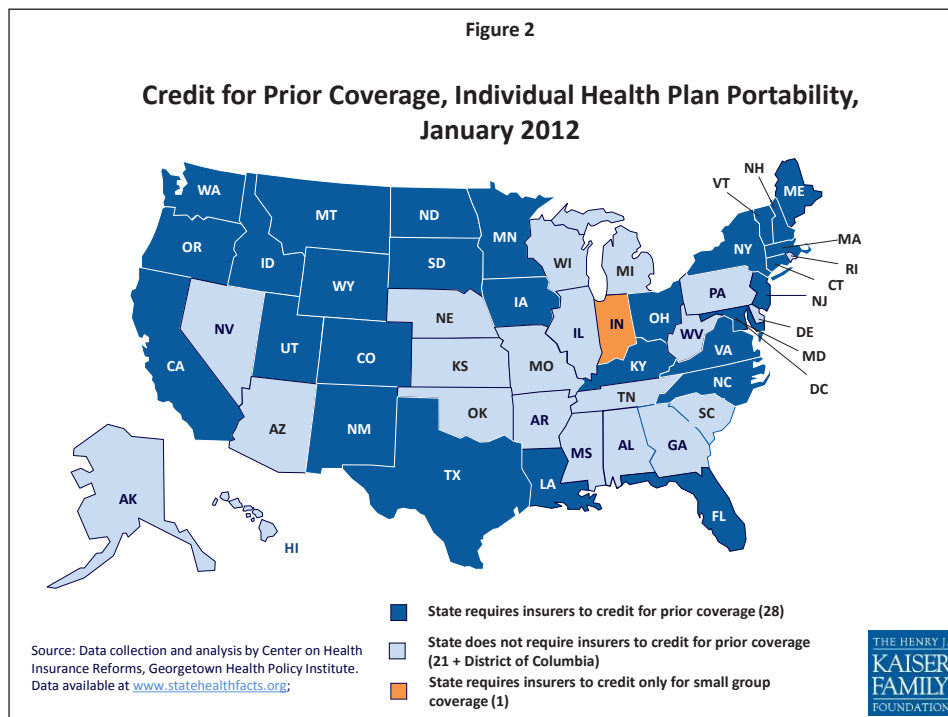 Figure 2
Credit for Prior Coverage, Individual Health Plan Portability,
January 2012
NH
VT
ME
WA
MT
ND
MN
OR
ID
SD
WI
MI
NY
MA
RI
CT
WY
IA
PA
NJ
NE
NV
IL
IN
OH
DE
UT
CO
WV
MD
CA
KS
MO
KY
VA
DC
NC
TN
OK
AR
SC
AZ
NM
MS
AL
GA
TX
LA
AK
FL
HI
State requires insurers to credit for prior coverage (28)
State does not require insurers to credit for prior coverage
(21 + District of Columbia)
State requires insurers to credit only for small group
coverage (1)
Source: Data collection and analysis by Center on Health
Insurance Reforms, Georgetown Health Policy Institute.
Data available at www.statehealthfacts.org;
THE HENRY J.
KAISER
FAMILY
FOUNDATION